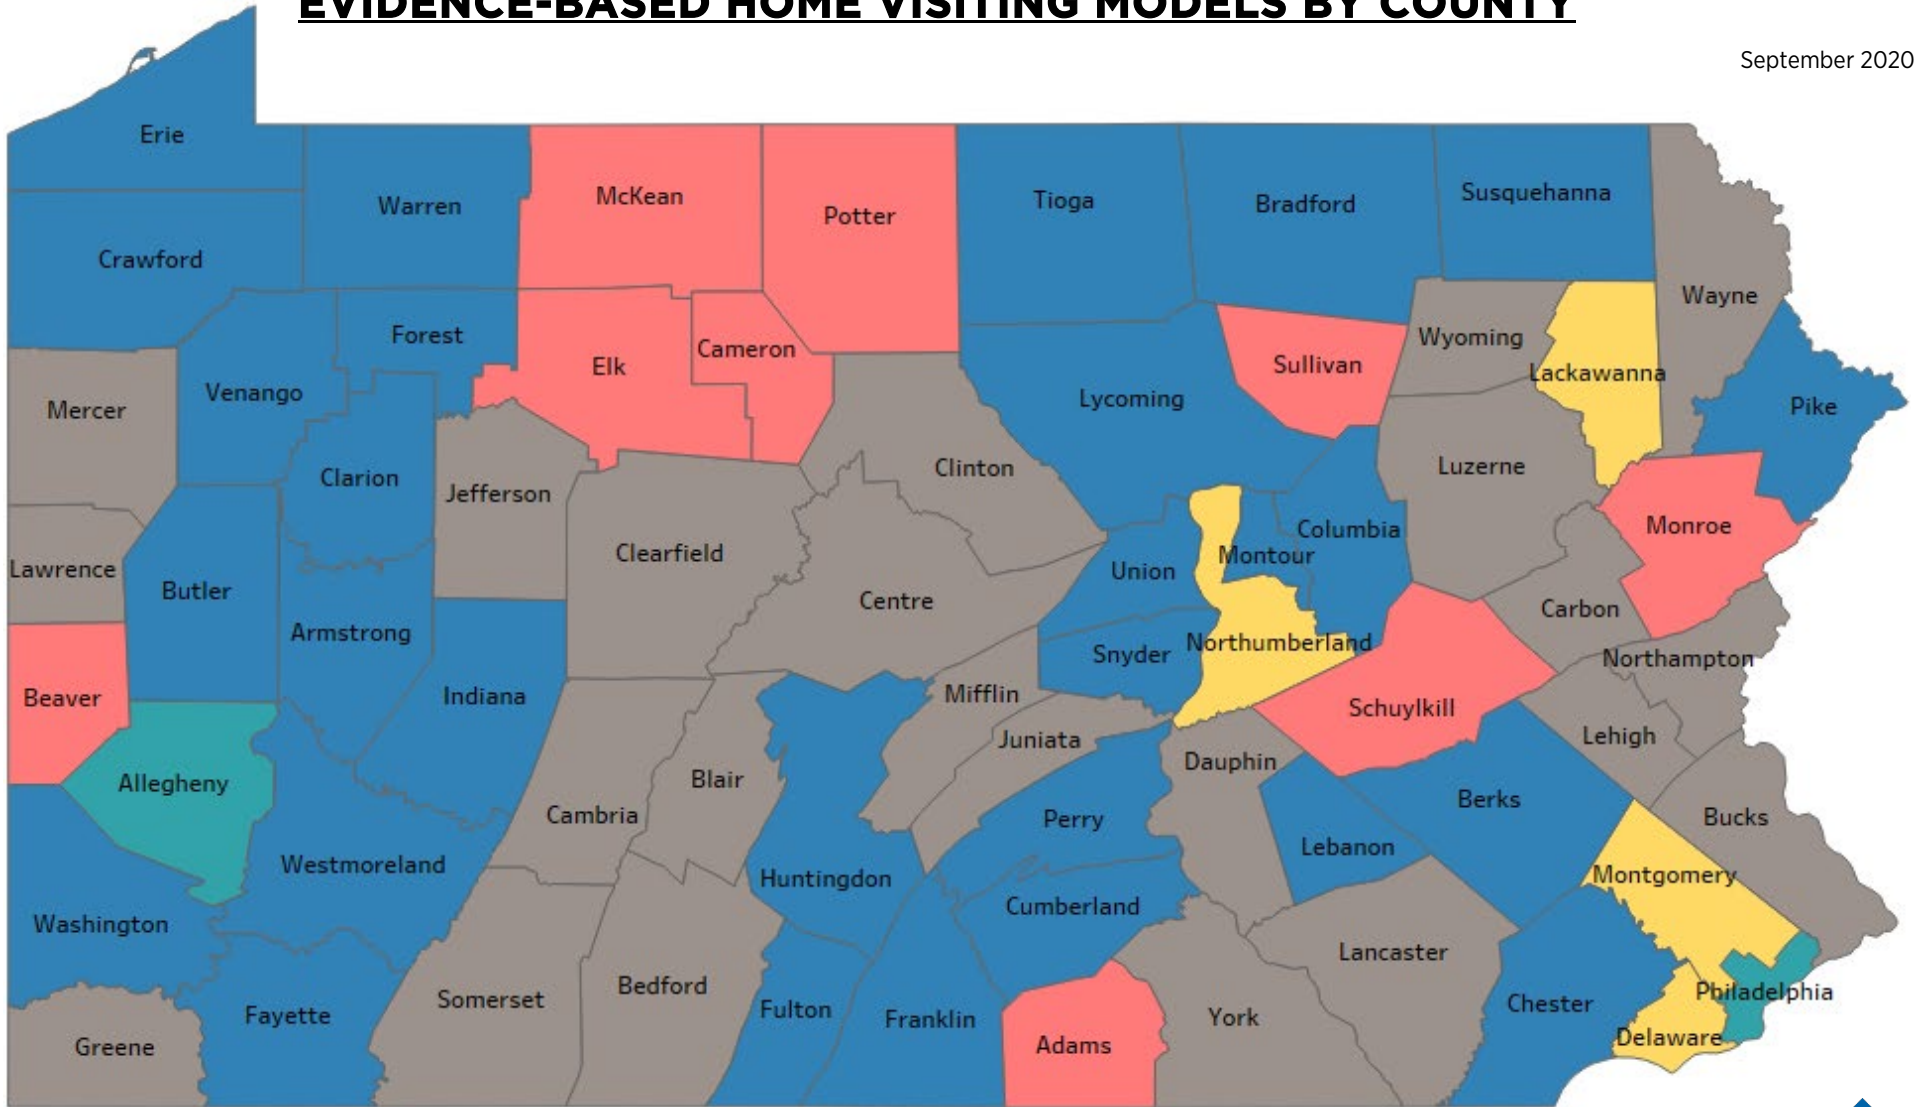 EVIDENCE-BASED HOME VISITING MODELS BY COUNTY
September 2020
Erie
Warren
McKean
Potter
Tioga
Bradford
Susquehanna
Crawford
Wayne
Forest
Wyoming
Cameron
Elk
Sullivan
Lackawanna
Venango
Lycoming
Pike
Mercer
Clinton
Luzerne
Clarion
Jefferson
Monroe
Columbia
Clearfield
Montour
Lawrence
Union
Butler
Centre
Carbon
Armstrong
Northumberland
Snyder
Northampton
Beaver
Indiana
Mifflin
Schuylkill
Lehigh
Juniata
Dauphin
Allegheny
Blair
Berks
Cambria
Perry
Bucks
Lebanon
Westmoreland
Huntingdon
Montgomery
Cumberland
Washington
Lancaster
Bedford
Philadelphia
Somerset
Fulton
Chester
Fayette
Franklin
York
Delaware
Greene
Adams